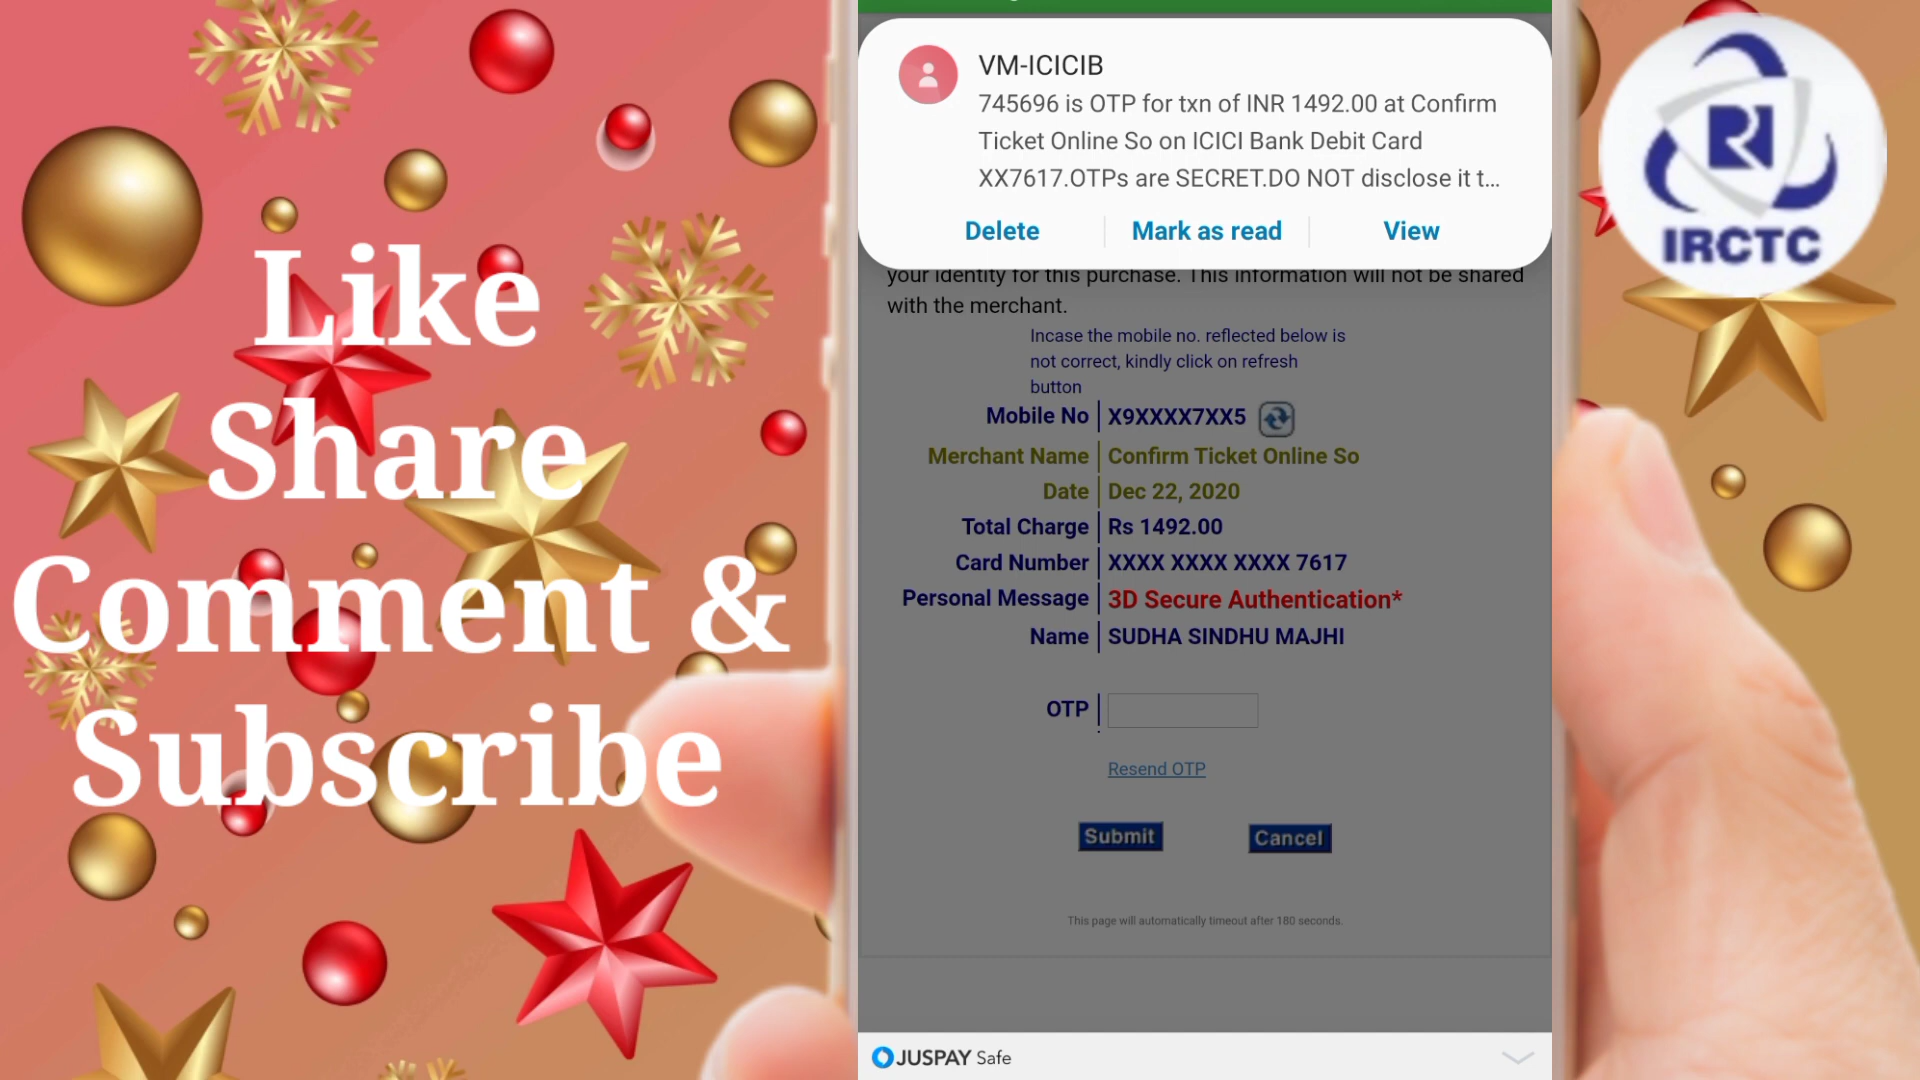 Like
Share
Comment &
Subscribe
VM-ICICIB
745696 is OTP for txn of INR 1492.00 at Confirm
Ticket Online So on ICICI Bank Debit Card
XX7617.OTPs are SECRET.DO NOT disclose it t...
Delete
Mark as read
View
your identity for this purchase. This information will not be shared
with the merchant.
Incase the mobile no. reflected below is
not correct, kindly click on refresh
button
Mobile No X9XXXX7XX5
Merchant Name Confirm Ticket Online So
Date Dec 22, 2020
Total Charge Rs 1492.00
Card Number XXXX XXXX XXXX 7617
Personal Message 3D Secure Authentication*
Name SUDHA SINDHU MAJHI
OTP
Resend OTP
Submit
Cancel
This page will automatically timeout after 180 seconds.
JUSPAY Safe
IRCTC